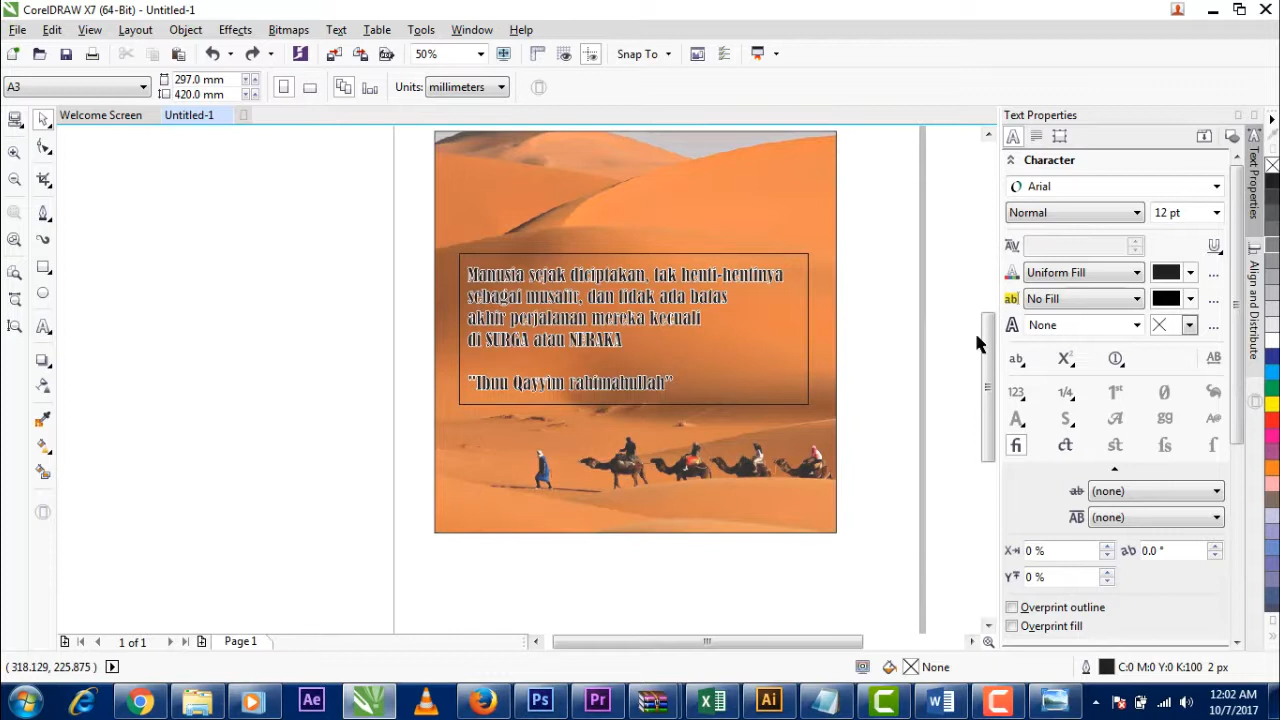 CorelDRAW X7 (64-Bit) - Untitled-1
File Edit View Layout Object Effects Bitmaps Text Table Tools Window Help
50% Snap To
A3 297.0 mm 420.0 mm Units: millimeters
Welcome Screen Untitled-1
Manusia sejak diciptakan, tak henti-hentinya
sebagai musafir, dan tidak ada batas
akhir perjalanan mereka kecuali
di SURGA atau NERAKA
"Ibnu Qayyim rahimahullah"
Text Properties
Character
Arial
Normal 12 pt
Uniform Fill
No Fill
None
(none)
(none)
0 % 0.0 °
0 %
Overprint outline
Overprint fill
Text Properties
Align and Distribute
1 of 1 Page 1
( 318.129, 225.875 ) None C:0 M:0 Y:0 K:100 2 px
12:02 AM
10/7/2017